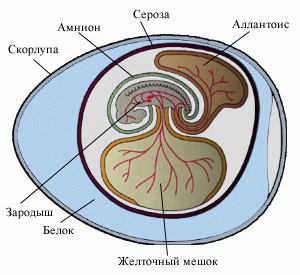 Сероза
Амнион
Аллантоис
Скорлупа
Зародыш
Белок
Желточный мешок